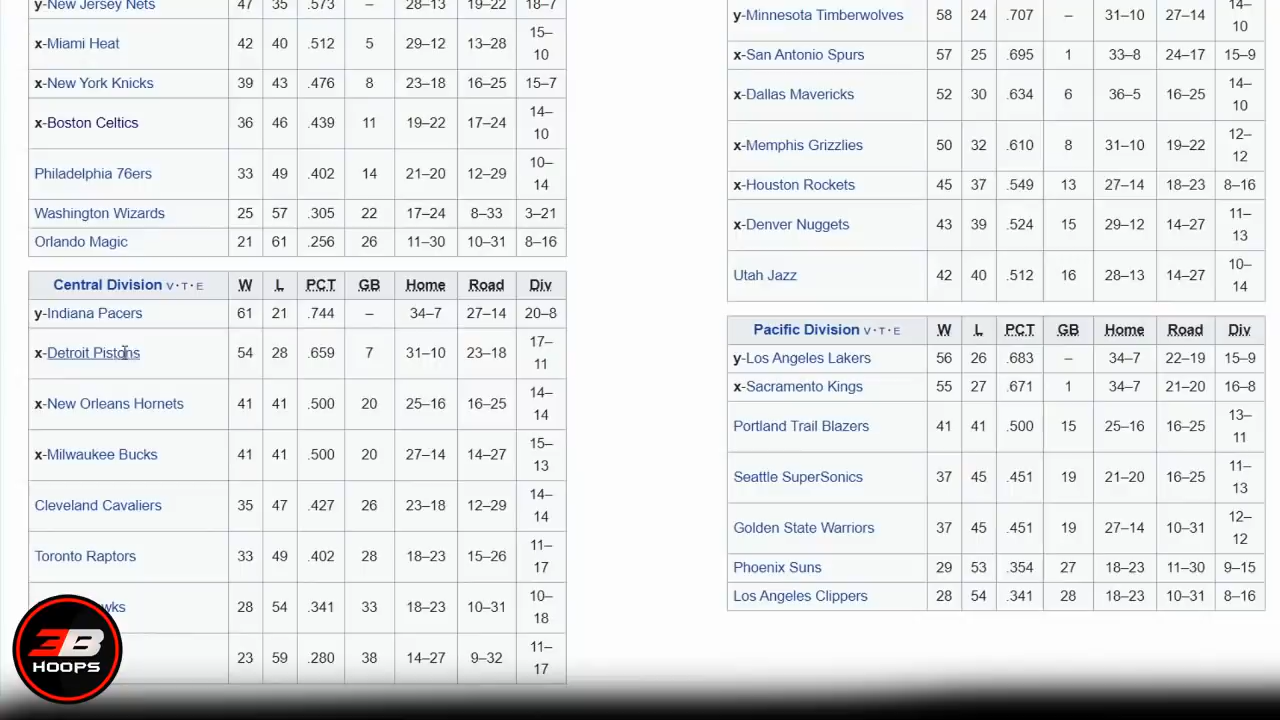 y-New Jersey Nets 47 35 .573 – 28–13 19–22 18–7
x-Miami Heat 42 40 .512 5 29–12 13–28 15–10
x-New York Knicks 39 43 .476 8 23–18 16–25 15–7
x-Boston Celtics 36 46 .439 11 19–22 17–24 14–10
Philadelphia 76ers 33 49 .402 14 21–20 12–29 10–14
Washington Wizards 25 57 .305 22 17–24 8–33 3–21
Orlando Magic 21 61 .256 26 11–30 10–31 8–16
Central Division V·T·E W L PCT GB Home Road Div
y-Indiana Pacers 61 21 .744 – 34–7 27–14 20–8
x-Detroit Pistons 54 28 .659 7 31–10 23–18 17–11
x-New Orleans Hornets 41 41 .500 20 25–16 16–25 14–14
x-Milwaukee Bucks 41 41 .500 20 27–14 14–27 15–13
Cleveland Cavaliers 35 47 .427 26 23–18 12–29 14–14
Toronto Raptors 33 49 .402 28 18–23 15–26 11–17
wks 28 54 .341 33 18–23 10–31 10–18
23 59 .280 38 14–27 9–32 11–17
y-Minnesota Timberwolves 58 24 .707 – 31–10 27–14 14–10
x-San Antonio Spurs 57 25 .695 1 33–8 24–17 15–9
x-Dallas Mavericks 52 30 .634 6 36–5 16–25 14–10
x-Memphis Grizzlies 50 32 .610 8 31–10 19–22 12–12
x-Houston Rockets 45 37 .549 13 27–14 18–23 8–16
x-Denver Nuggets 43 39 .524 15 29–12 14–27 11–13
Utah Jazz 42 40 .512 16 28–13 14–27 10–14
Pacific Division V·T·E W L PCT GB Home Road Div
y-Los Angeles Lakers 56 26 .683 – 34–7 22–19 15–9
x-Sacramento Kings 55 27 .671 1 34–7 21–20 16–8
Portland Trail Blazers 41 41 .500 15 25–16 16–25 13–11
Seattle SuperSonics 37 45 .451 19 21–20 16–25 11–13
Golden State Warriors 37 45 .451 19 27–14 10–31 12–12
Phoenix Suns 29 53 .354 27 18–23 11–30 9–15
Los Angeles Clippers 28 54 .341 28 18–23 10–31 8–16
3B
HOOPS